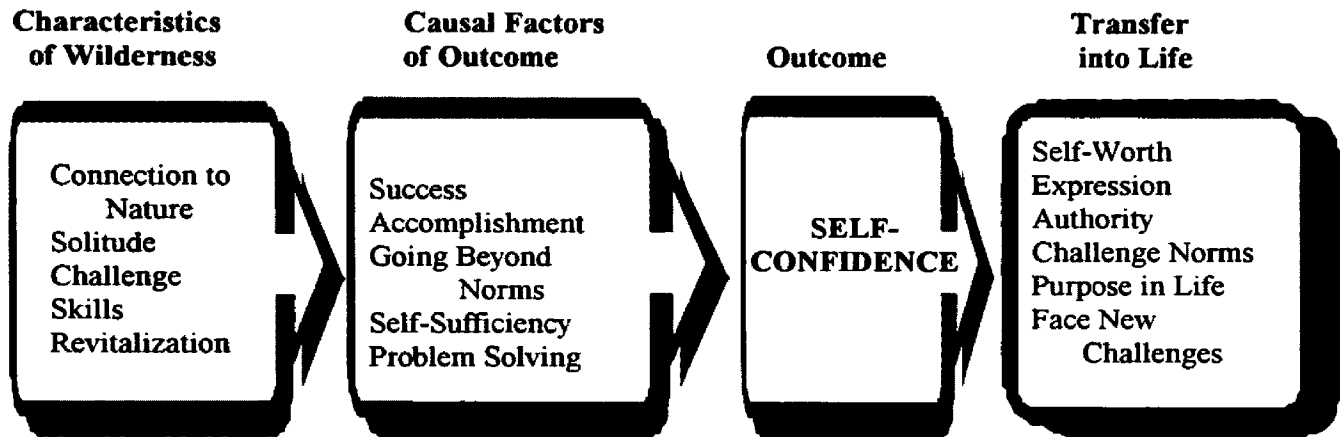 Characteristics
of Wilderness
Connection to
Nature
Solitude
Challenge
Skills
Revitalization
Causal Factors
of Outcome
Success
Accomplishment
Going Beyond
Norms
Self-Sufficiency
Problem Solving
Outcome
SELF-
CONFIDENCE
Transfer
into Life
Self-Worth
Expression
Authority
Challenge Norms
Purpose in Life
Face New
Challenges